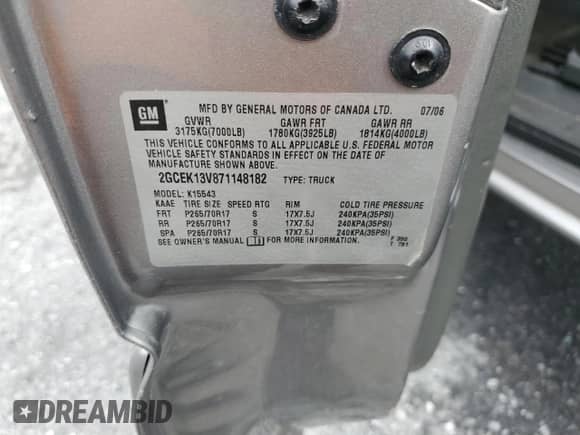 5.01
GM
MFD BY GENERAL MOTORS OF CANADA LTD. 07/06
GVWR GAWR FRT GAWR RR
3175KG(7000LB) 1780KG(3925LB) 1814KG(4000LB)
THIS VEHICLE CONFORMS TO ALL APPLICABLE U.S. FEDERAL MOTOR
VEHICLE SAFETY STANDARDS IN EFFECT ON THE DATE OF
MANUFACTURE SHOWN ABOVE.
2GCEK13V871148182 TYPE: TRUCK
MODEL: K15543
KAAE TIRE SIZE SPEED RTG RIM COLD TIRE PRESSURE
FRT P265/70R17 S 17X7.5J 240KPA(35PSI)
RR P265/70R17 S 17X7.5J 240KPA(35PSI)
SPA P265/70R17 S 17X7.5J 240KPA(35PSI)
SEE OWNER'S MANUAL FOR MORE INFORMATION.
DREAMBID